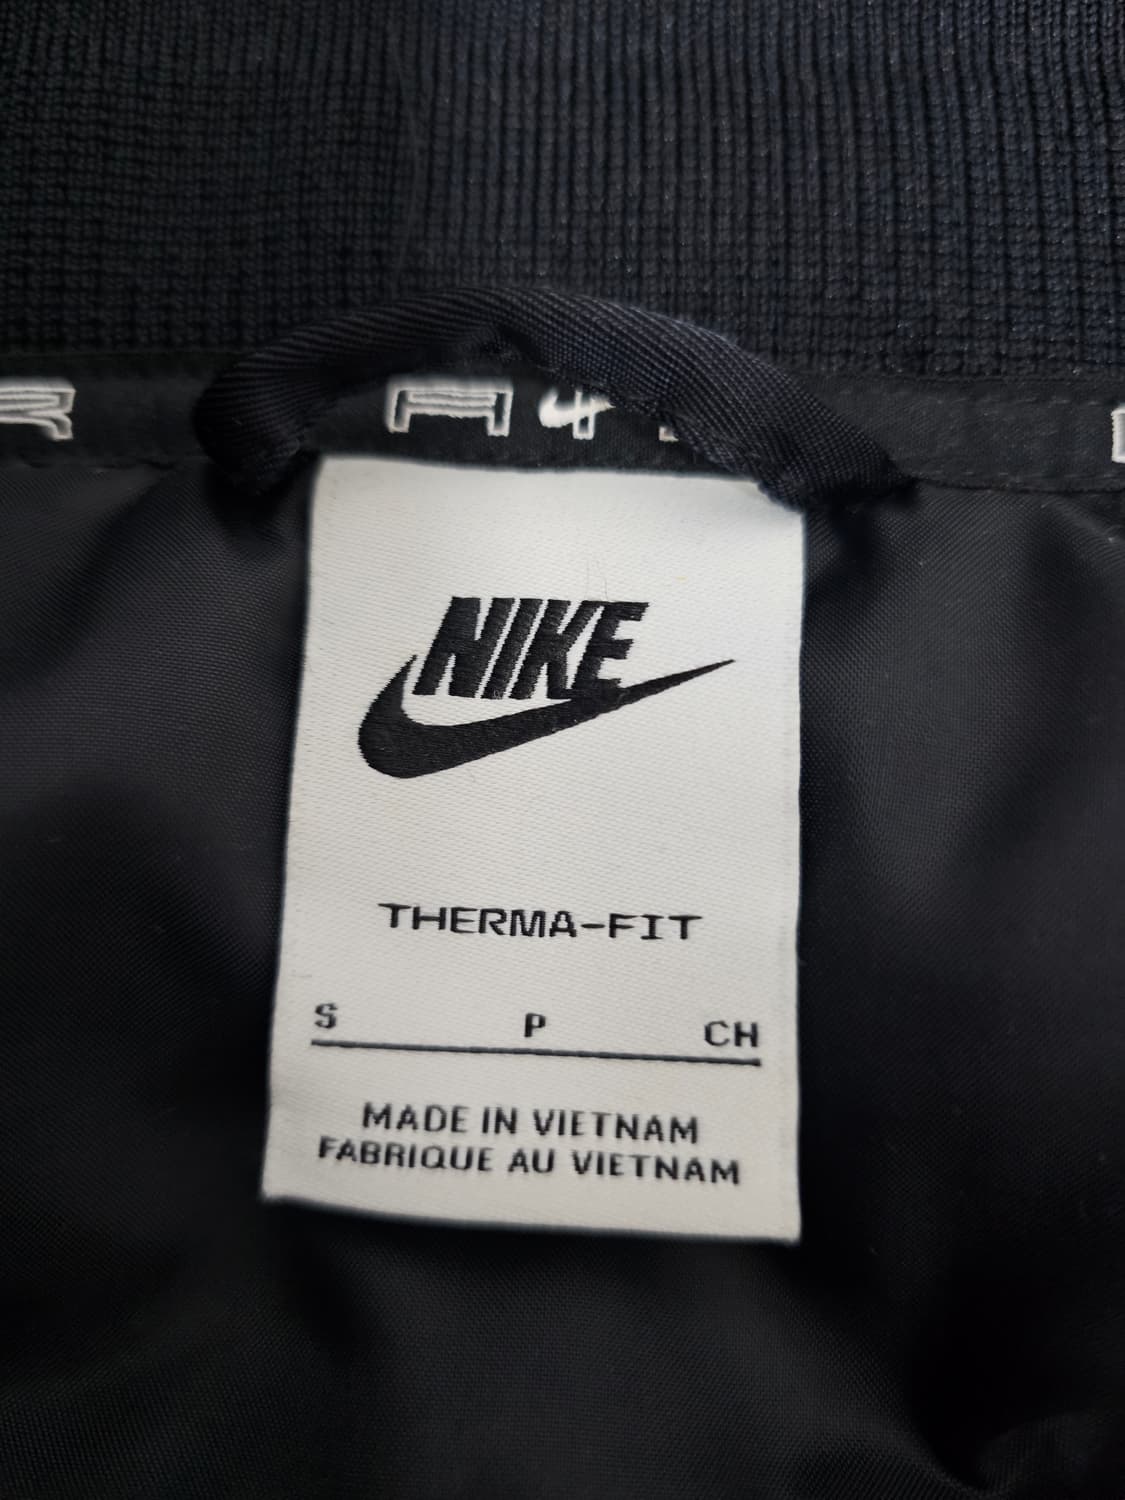 NIKE
THERMA-FIT
S P CH
MADE IN VIETNAM
FABRIQUE AU VIETNAM